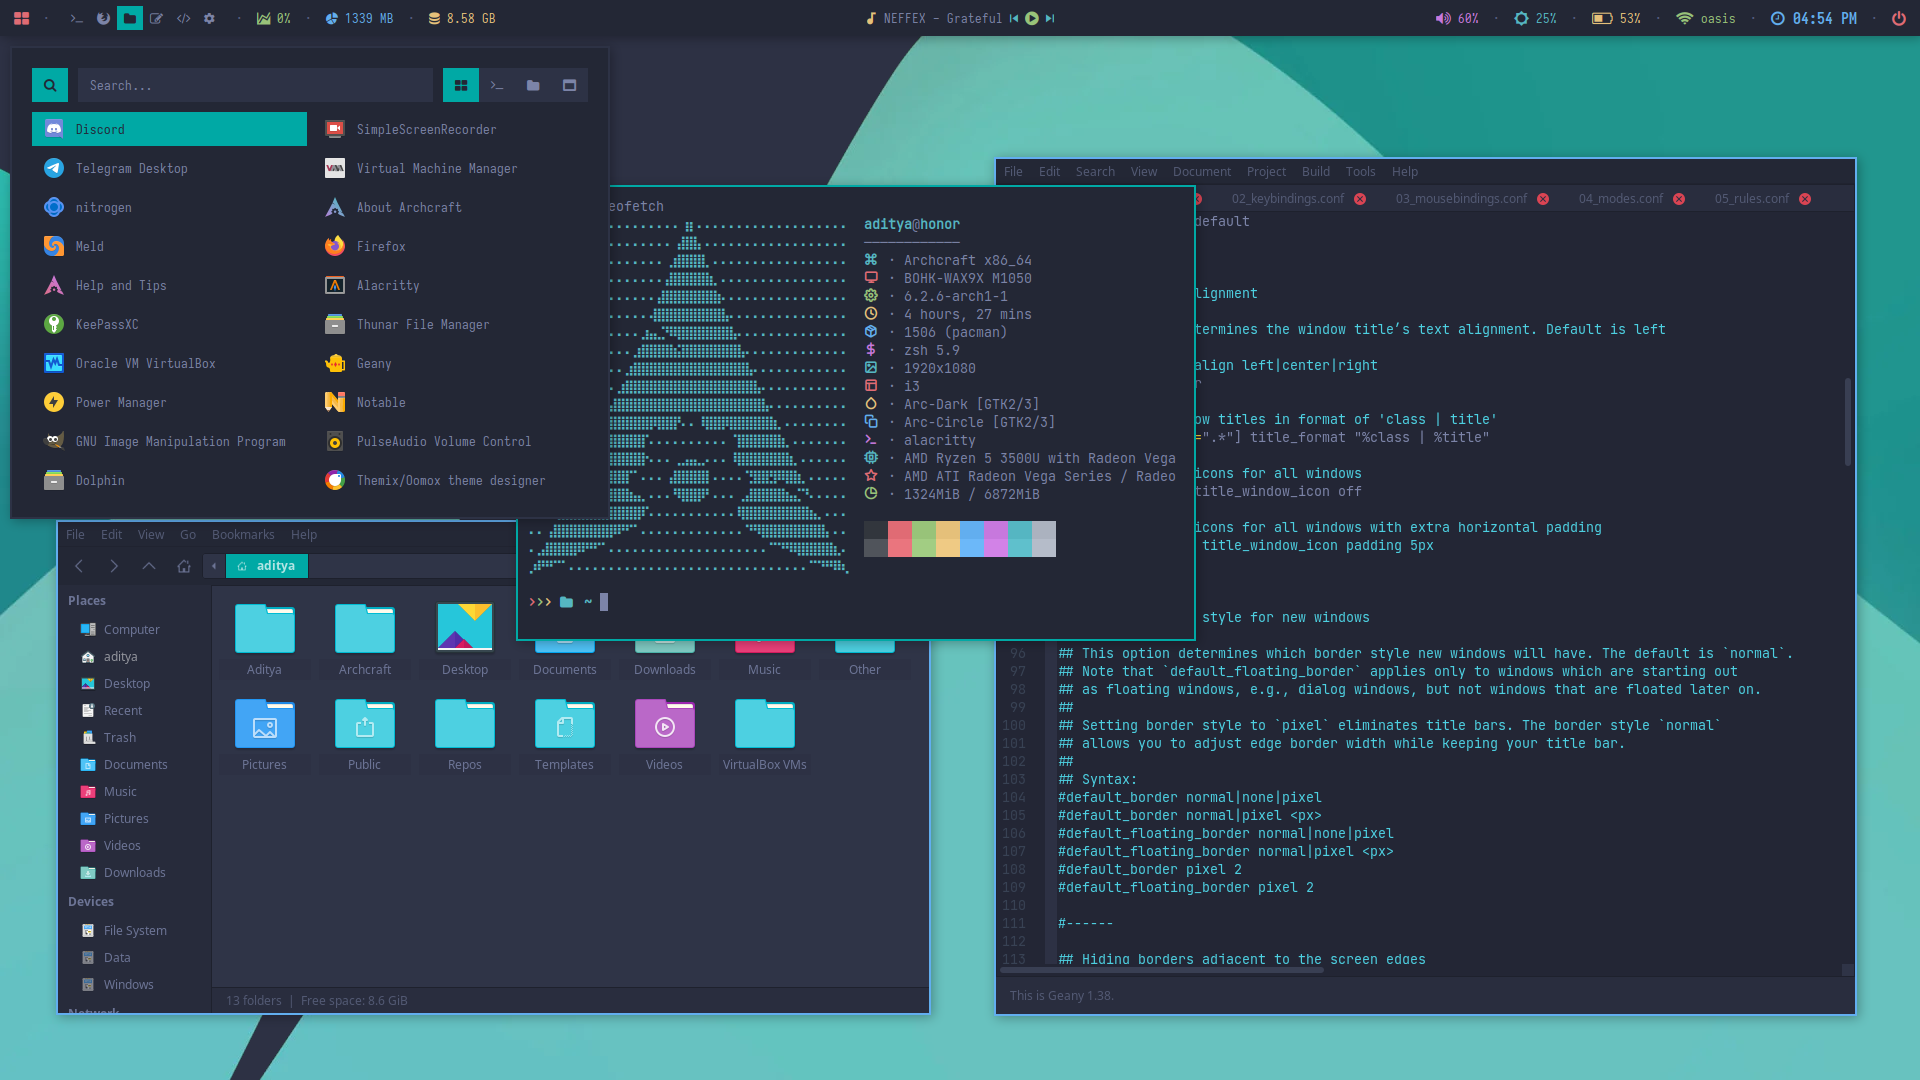 0%
1339 MB
8.58 GB
NEFFEX - Grateful
60%
25%
53%
oasis
04:54 PM
Search...
Discord
SimpleScreenRecorder
Telegram Desktop
Virtual Machine Manager
nitrogen
About Archcraft
Meld
Firefox
Help and Tips
Alacritty
KeePassXC
Thunar File Manager
Oracle VM VirtualBox
Geany
Power Manager
Notable
GNU Image Manipulation Program
PulseAudio Volume Control
Dolphin
Themix/Oomox theme designer
eofetch
aditya@honor
Archcraft x86_64
BOHK-WAX9X M1050
6.2.6-arch1-1
4 hours, 27 mins
1506 (pacman)
zsh 5.9
1920x1080
i3
Arc-Dark [GTK2/3]
Arc-Circle [GTK2/3]
alacritty
AMD Ryzen 5 3500U with Radeon Vega
AMD ATI Radeon Vega Series / Radeo
1324MiB / 6872MiB
>>> ~
File Edit View Go Bookmarks Help
aditya
Places
Computer
aditya
Desktop
Recent
Trash
Documents
Music
Pictures
Videos
Downloads
Devices
File System
Data
Windows
Network
Aditya
Archcraft
Desktop
Documents
Downloads
Music
Other
Pictures
Public
Repos
Templates
Videos
VirtualBox VMs
13 folders | Free space: 8.6 GiB
File Edit Search View Document Project Build Tools Help
02_keybindings.conf
03_mousebindings.conf
04_modes.conf
05_rules.conf
default
lignment
termines the window title’s text alignment. Default is left
align left|center|right
ow titles in format of 'class | title'
=".*"] title_format "%class | %title"
icons for all windows
title_window_icon off
icons for all windows with extra horizontal padding
title_window_icon padding 5px
style for new windows
96 ## This option determines which border style new windows will have. The default is `normal`.
97 ## Note that `default_floating_border` applies only to windows which are starting out
98 ## as floating windows, e.g., dialog windows, but not windows that are floated later on.
99 ##
100 ## Setting border style to `pixel` eliminates title bars. The border style `normal`
101 ## allows you to adjust edge border width while keeping your title bar.
102 ##
103 ## Syntax:
104 #default_border normal|none|pixel
105 #default_border normal|pixel <px>
106 #default_floating_border normal|none|pixel
107 #default_floating_border normal|pixel <px>
108 #default_border pixel 2
109 #default_floating_border pixel 2
110
111 #------
112
113 ## Hiding borders adjacent to the screen edges
This is Geany 1.38.